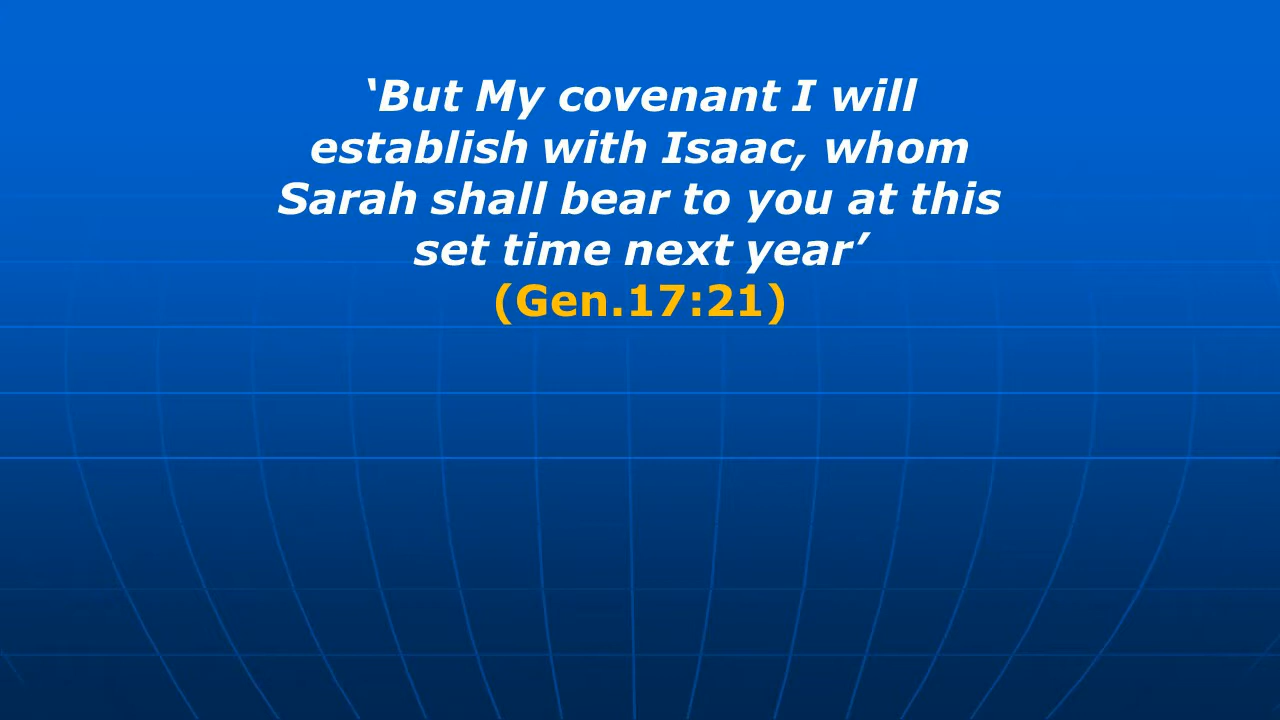 ‘But My covenant I will
establish with Isaac, whom
Sarah shall bear to you at this
set time next year’
(Gen.17:21)